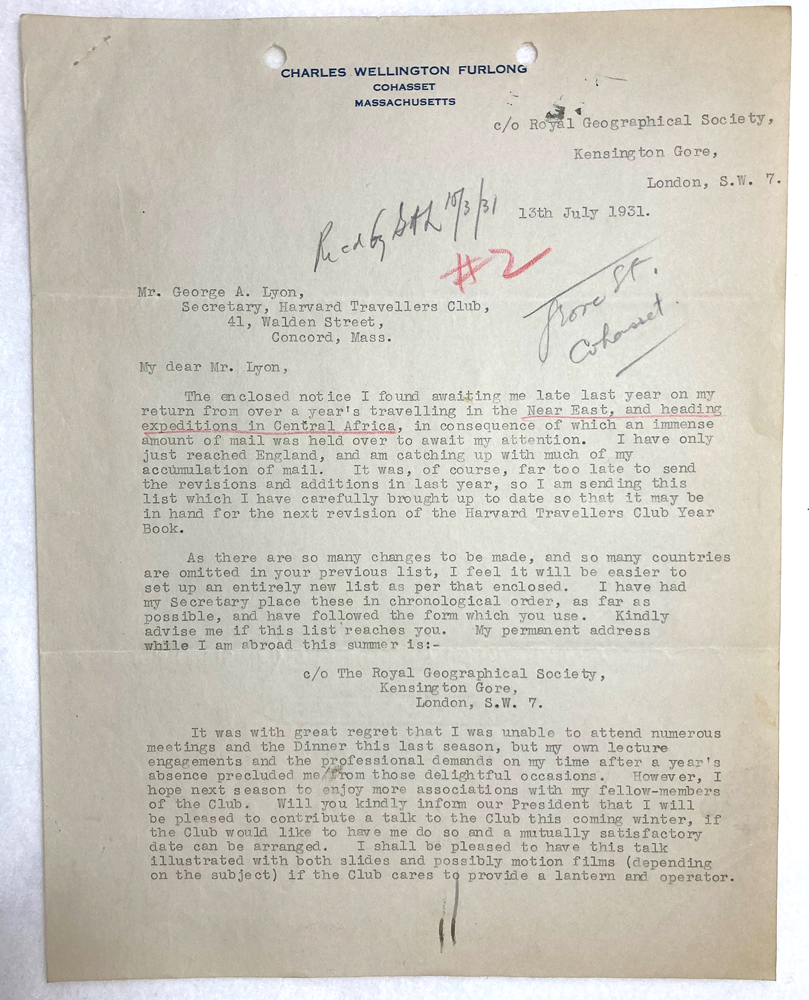 CHARLES WELLINGTON FURLONG
COHASSET
MASSACHUSETTS
c/o Royal Geographical Society,
Kensington Gore,
London, S.W. 7.
13th July 1931.
Recd by GAL 10/3/31
#2
Mr. George A. Lyon,
Secretary, Harvard Travellers Club,
41, Walden Street,
Concord, Mass.
St.
Cohasset.
My dear Mr. Lyon,
The enclosed notice I found awaiting me late last year on my
return from over a year's travelling in the Near East, and heading
expeditions in Central Africa, in consequence of which an immense
amount of mail was held over to await my attention. I have only
just reached England, and am catching up with much of my
accumulation of mail. It was, of course, far too late to send
the revisions and additions in last year, so I am sending this
list which I have carefully brought up to date so that it may be
in hand for the next revision of the Harvard Travellers Club Year
Book.
As there are so many changes to be made, and so many countries
are omitted in your previous list, I feel it will be easier to
set up an entirely new list as per that enclosed. I have had
my Secretary place these in chronological order, as far as
possible, and have followed the form which you use. Kindly
advise me if this list reaches you. My permanent address
while I am abroad this summer is:-
c/o The Royal Geographical Society,
Kensington Gore,
London, S.W. 7.
It was with great regret that I was unable to attend numerous
meetings and the Dinner this last season, but my own lecture
engagements and the professional demands on my time after a year's
absence precluded me/from those delightful occasions. However, I
hope next season to enjoy more associations with my fellow-members
of the Club. Will you kindly inform our President that I will
be pleased to contribute a talk to the Club this coming winter, if
the Club would like to have me do so and a mutually satisfactory
date can be arranged. I shall be pleased to have this talk
illustrated with both slides and possibly motion films (depending
on the subject) if the Club cares to provide a lantern and operator.